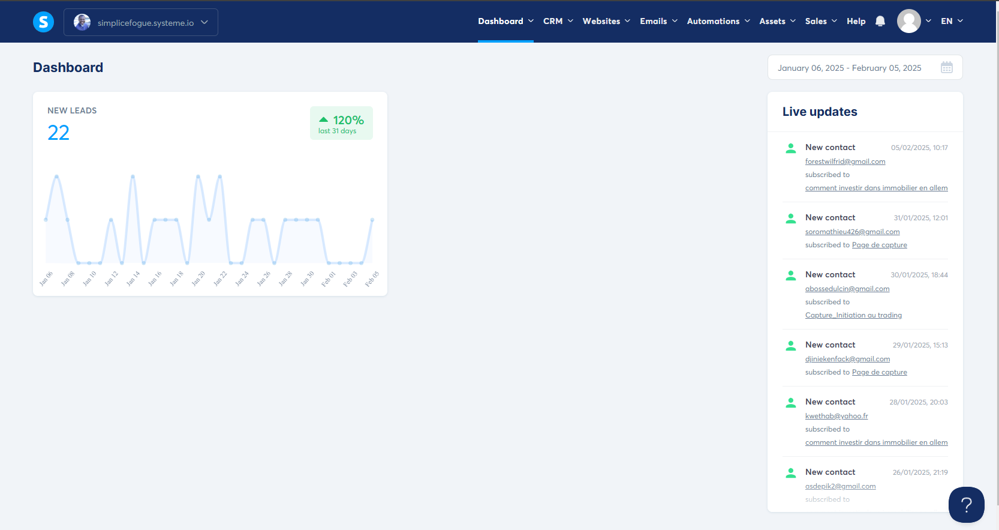 S
simplicefogue.systeme.io
Dashboard CRM Websites Emails Automations Assets Sales Help EN
Dashboard
January 06, 2025 - February 05, 2025
NEW LEADS
22
120%
last 31 days
Jan 06 Jan 08 Jan 10 Jan 12 Jan 14 Jan 16 Jan 18 Jan 20 Jan 22 Jan 24 Jan 26 Jan 28 Jan 30 Feb 01 Feb 03 Feb 05
Live updates
New contact 05/02/2025, 10:17
forestwilfrid@gmail.com
subscribed to
comment investir dans immobilier en allem
New contact 31/01/2025, 12:01
soromathieu426@gmail.com
subscribed to Page de capture
New contact 30/01/2025, 18:44
abossedulcin@gmail.com
subscribed to
Capture_Initiation au trading
New contact 29/01/2025, 15:13
djiniekenfack@gmail.com
subscribed to Page de capture
New contact 28/01/2025, 20:03
kwethab@yahoo.fr
subscribed to
comment investir dans immobilier en allem
New contact 26/01/2025, 21:19
asdepik2@gmail.com
subscribed to
?